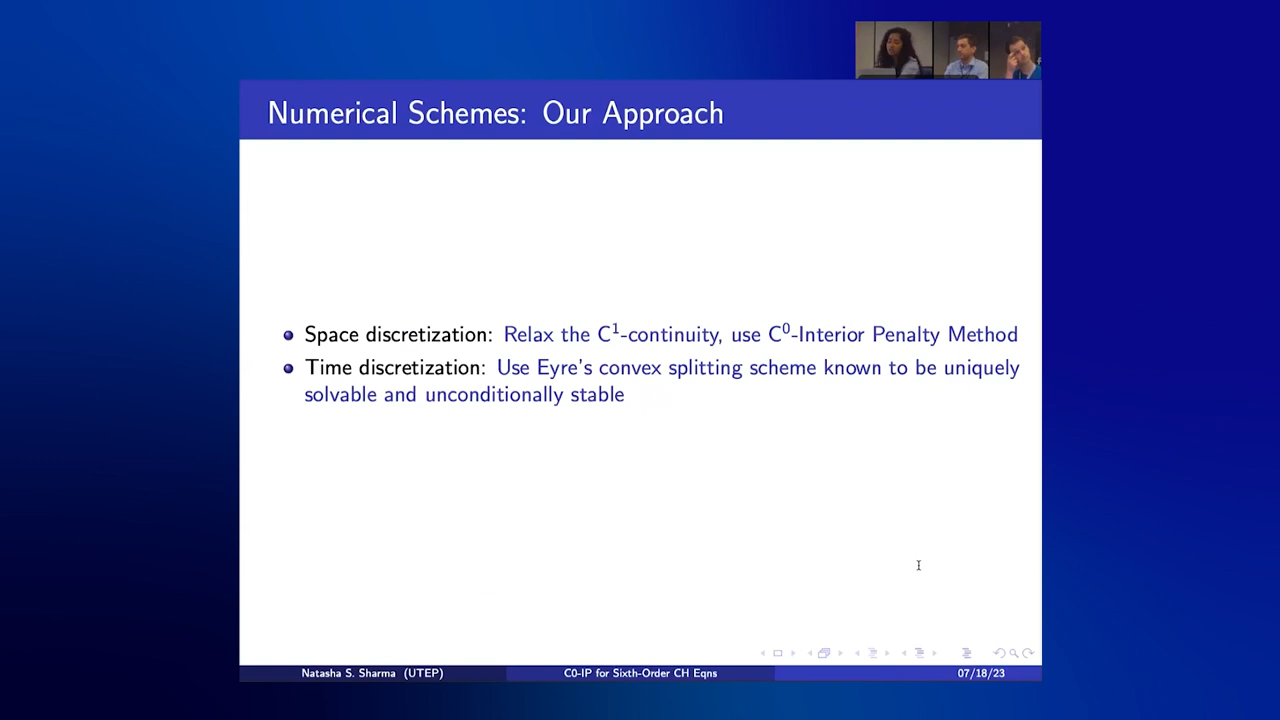 Numerical Schemes: Our Approach
Space discretization: Relax the C¹-continuity, use C⁰-Interior Penalty Method
Time discretization: Use Eyre's convex splitting scheme known to be uniquely
solvable and unconditionally stable
Natasha S. Sharma (UTEP) C0-IP for Sixth-Order CH Eqns 07/18/23